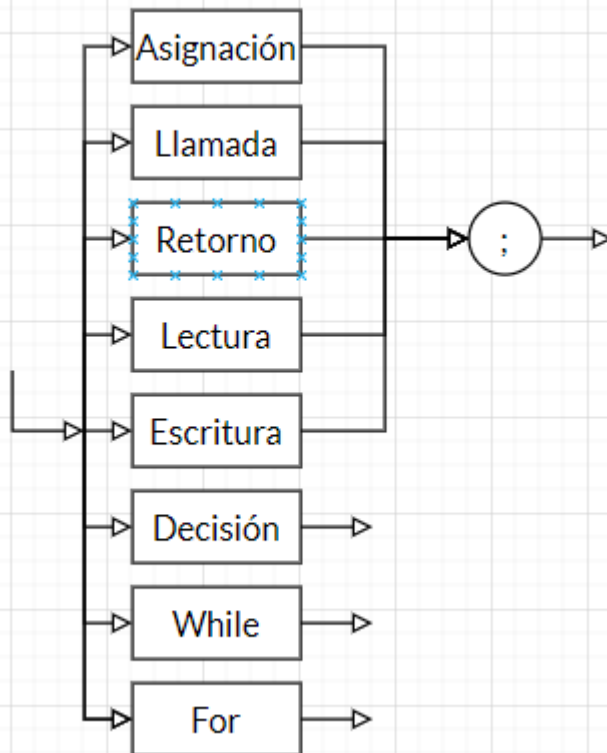 Asignación
Llamada
Retorno
;
Lectura
Escritura
Decisión
While
For